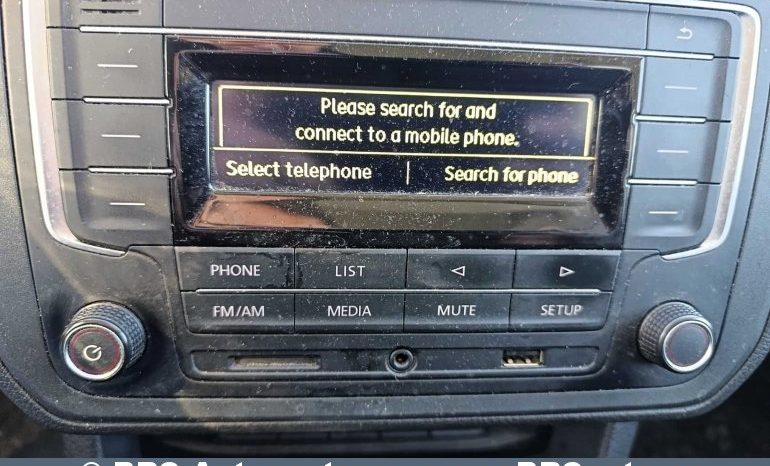 Please search for and
connect to a mobile phone.
Select telephone | Search for phone
PHONE LIST
FM/AM MEDIA MUTE SETUP